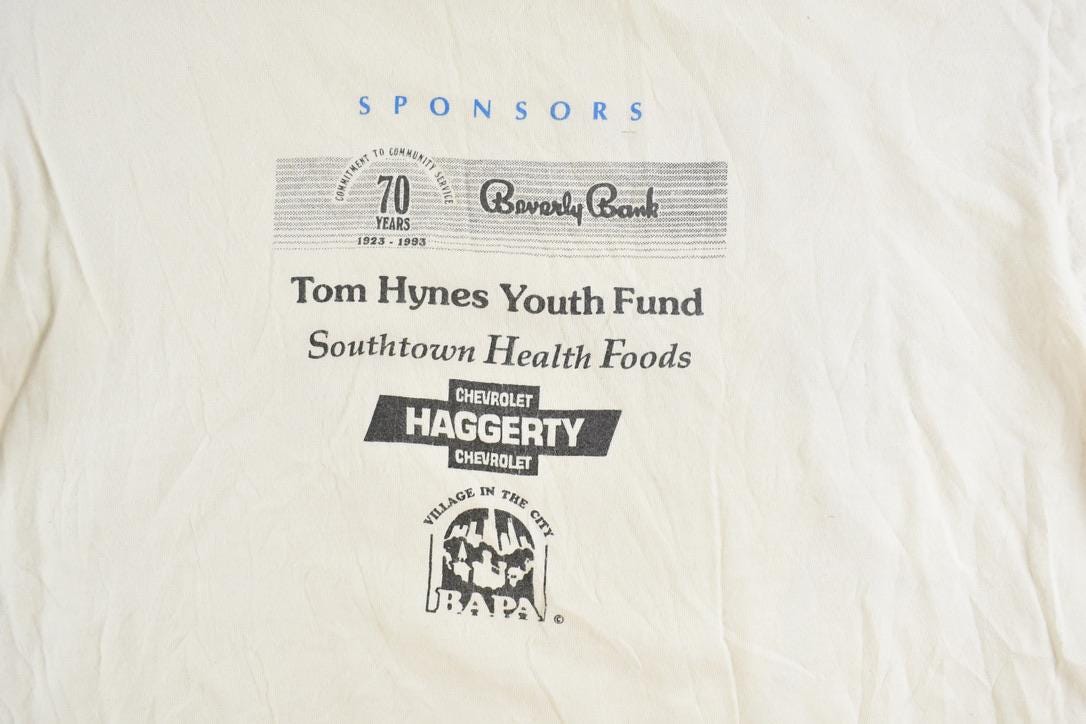 SPONSORS
COMMITMENT TO COMMUNITY SERVICE
70
YEARS
1923 - 1993
Beverly Bank
Tom Hynes Youth Fund
Southtown Health Foods
CHEVROLET
HAGGERTY
CHEVROLET
VILLAGE IN THE CITY
BAPA
©